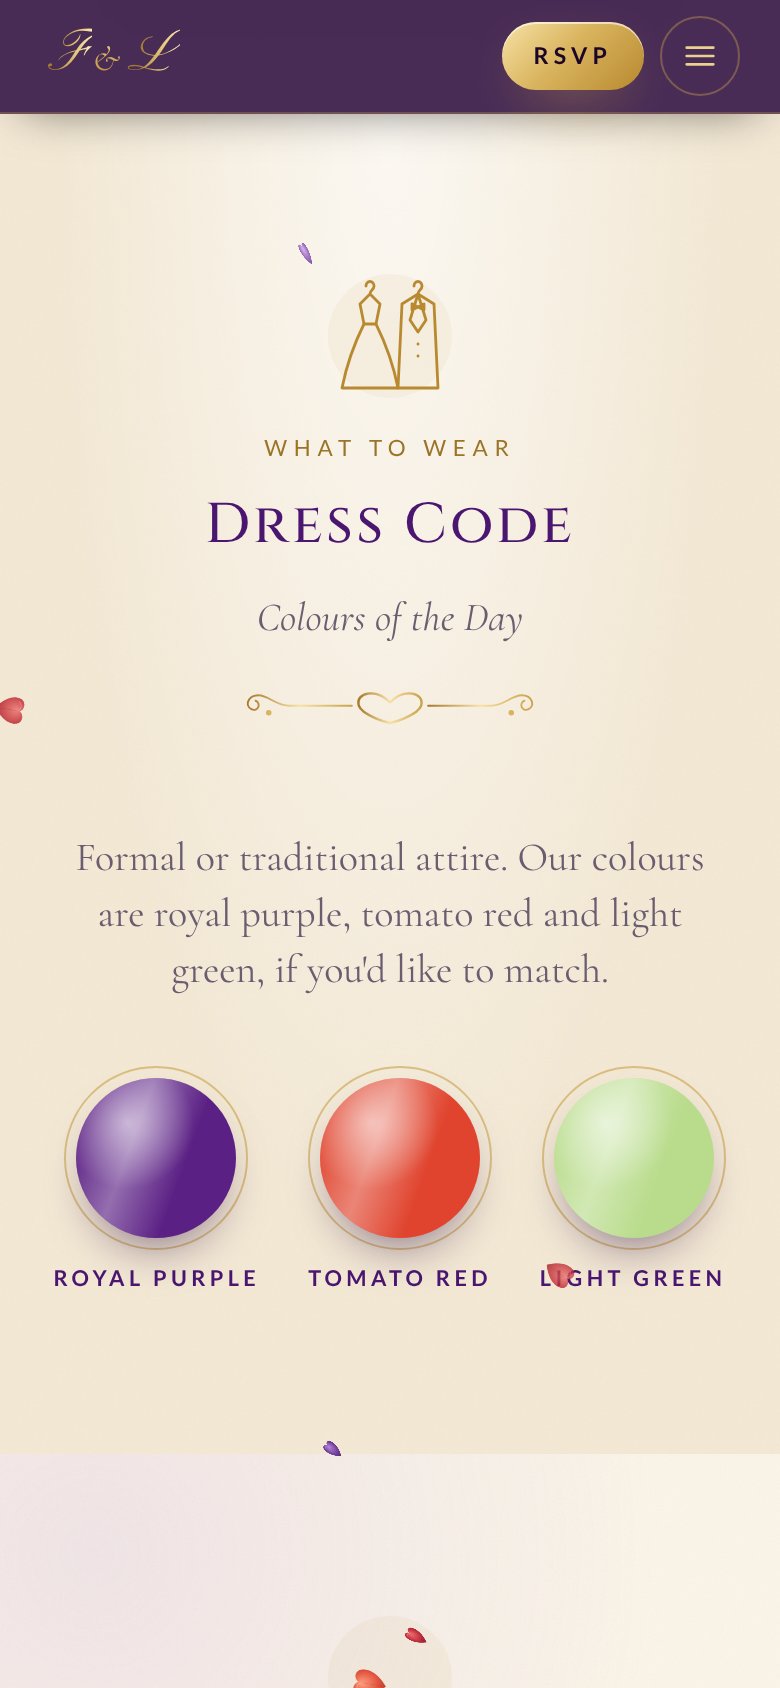 F & L
RSVP
WHAT TO WEAR
Dress Code
Colours of the Day
Formal or traditional attire. Our colours
are royal purple, tomato red and light
green, if you'd like to match.
ROYAL PURPLE
TOMATO RED
LIGHT GREEN